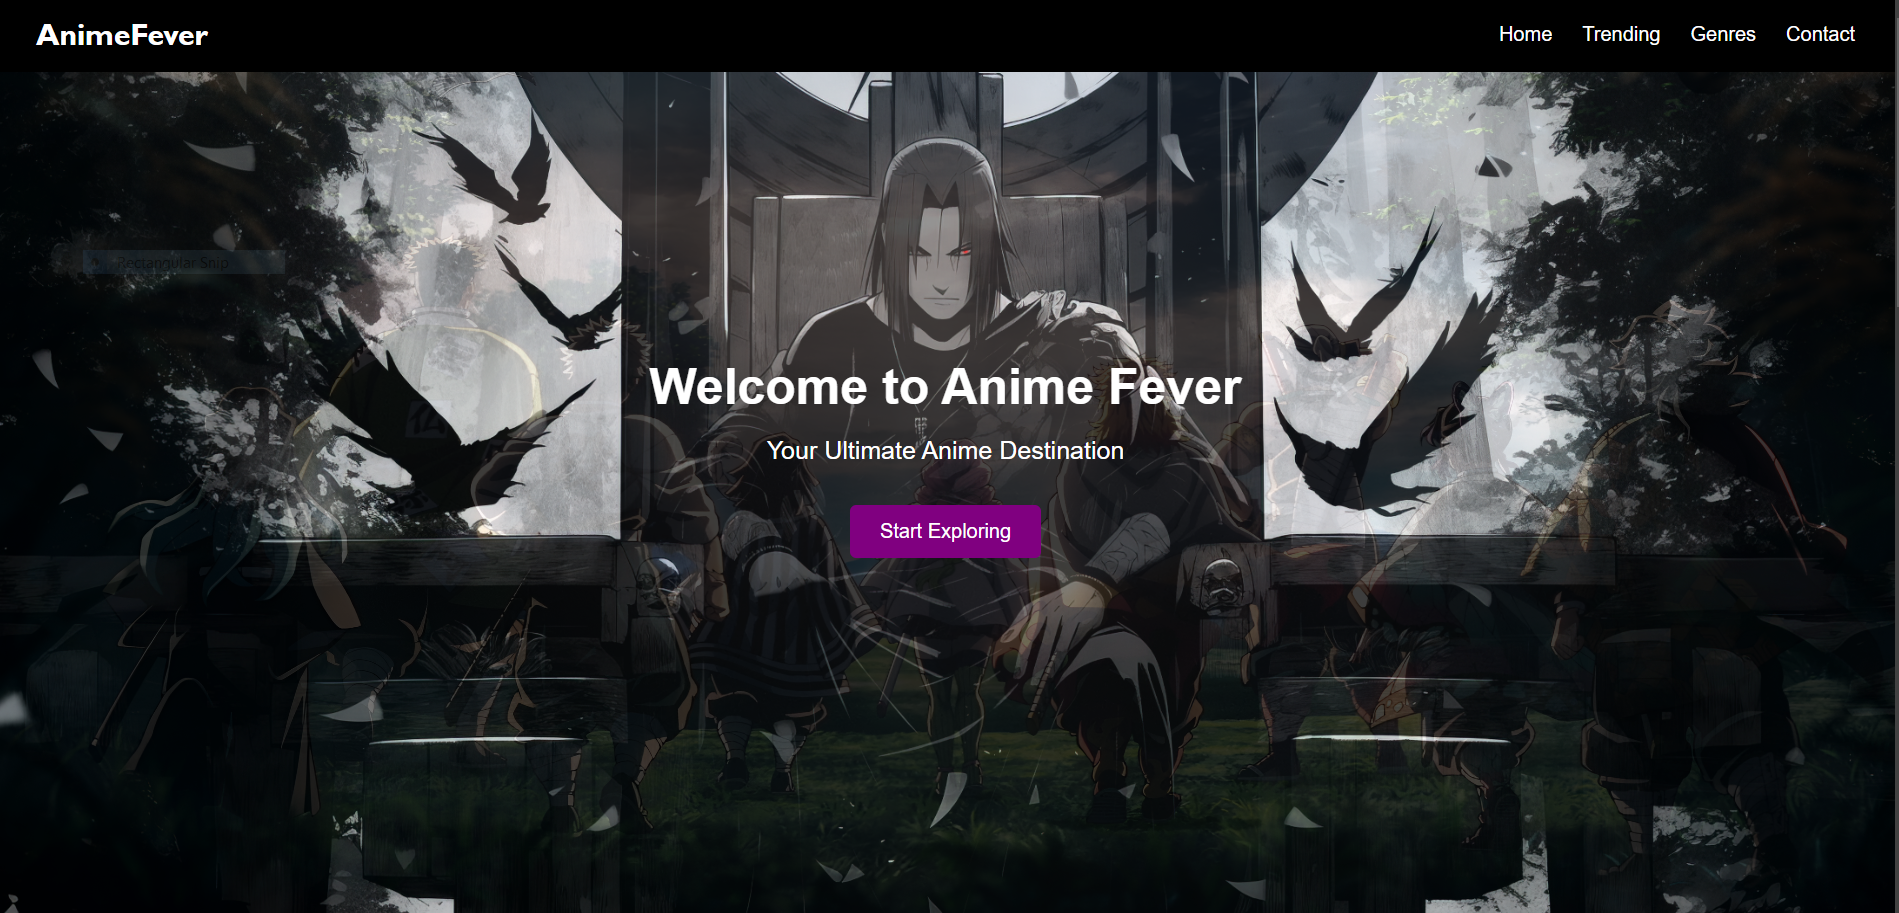 AnimeFever
Home Trending Genres Contact
Rectangular Snip
Welcome to Anime Fever
Your Ultimate Anime Destination
Start Exploring